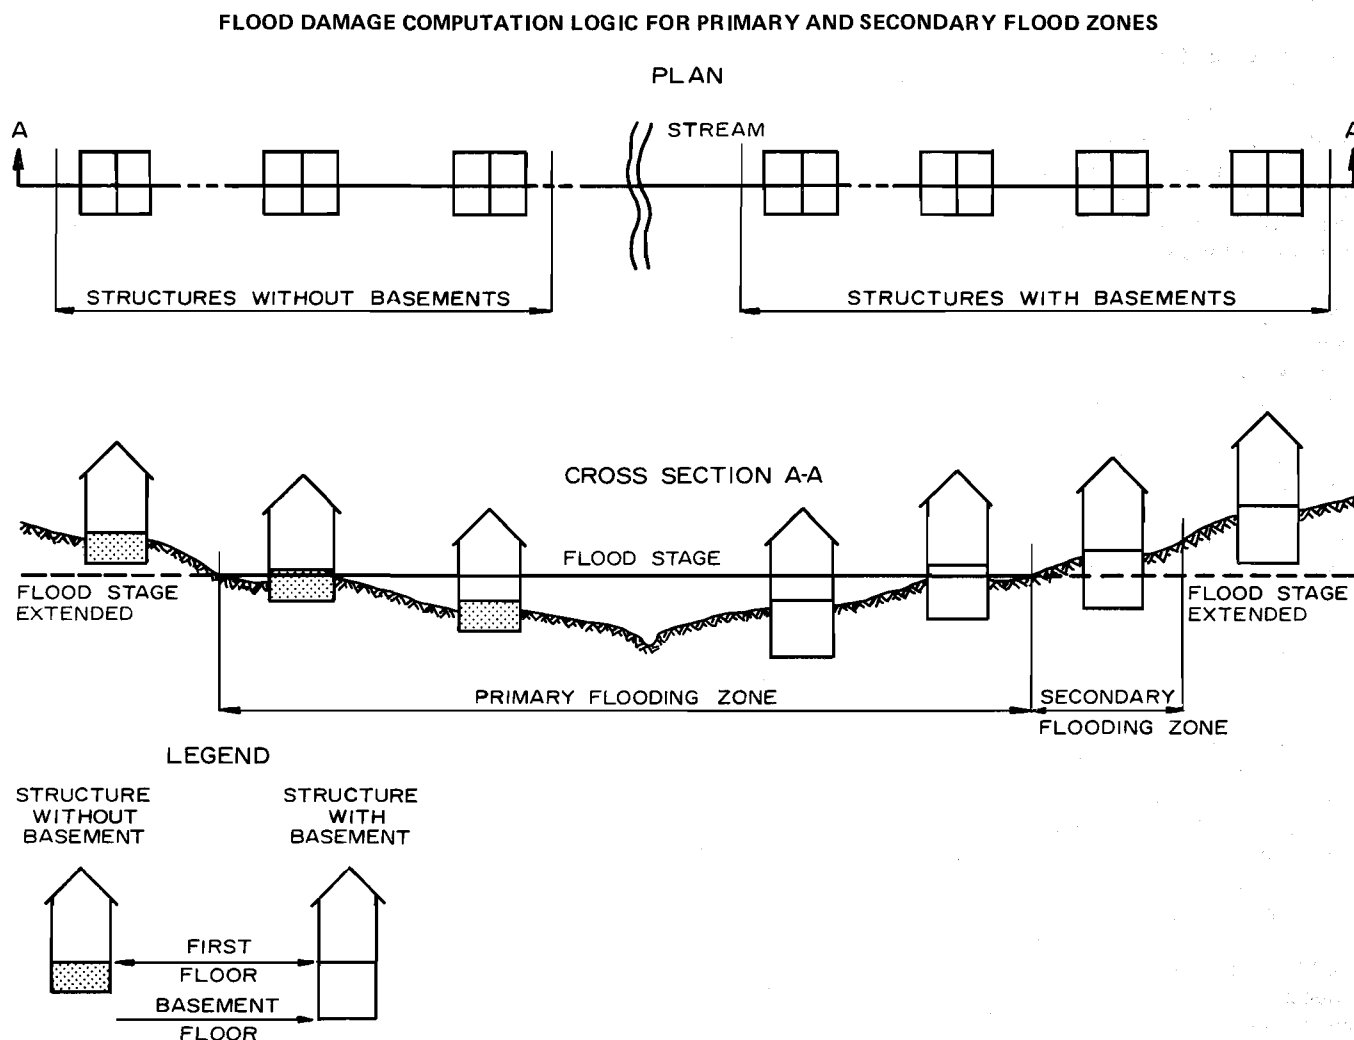 FLOOD DAMAGE COMPUTATION LOGIC FOR PRIMARY AND SECONDARY FLOOD ZONES
PLAN
A
STREAM
A
STRUCTURES WITHOUT BASEMENTS
STRUCTURES WITH BASEMENTS
CROSS SECTION A-A
FLOOD STAGE
FLOOD STAGE
EXTENDED
FLOOD STAGE
EXTENDED
PRIMARY FLOODING ZONE
SECONDARY
FLOODING ZONE
LEGEND
STRUCTURE
WITHOUT
BASEMENT
STRUCTURE
WITH
BASEMENT
FIRST
FLOOR
BASEMENT
FLOOR